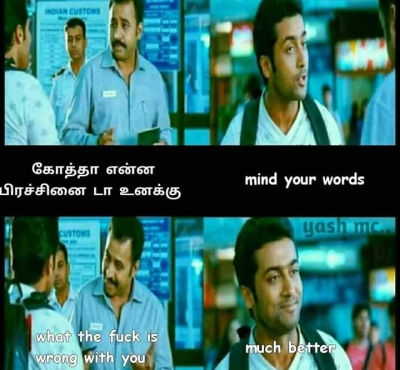 INDIAN CUSTOMS
கோத்தா என்ன
பிரச்சினை டா உனக்கு
mind your words
yash mc..
what the fuck is
wrong with you
much better